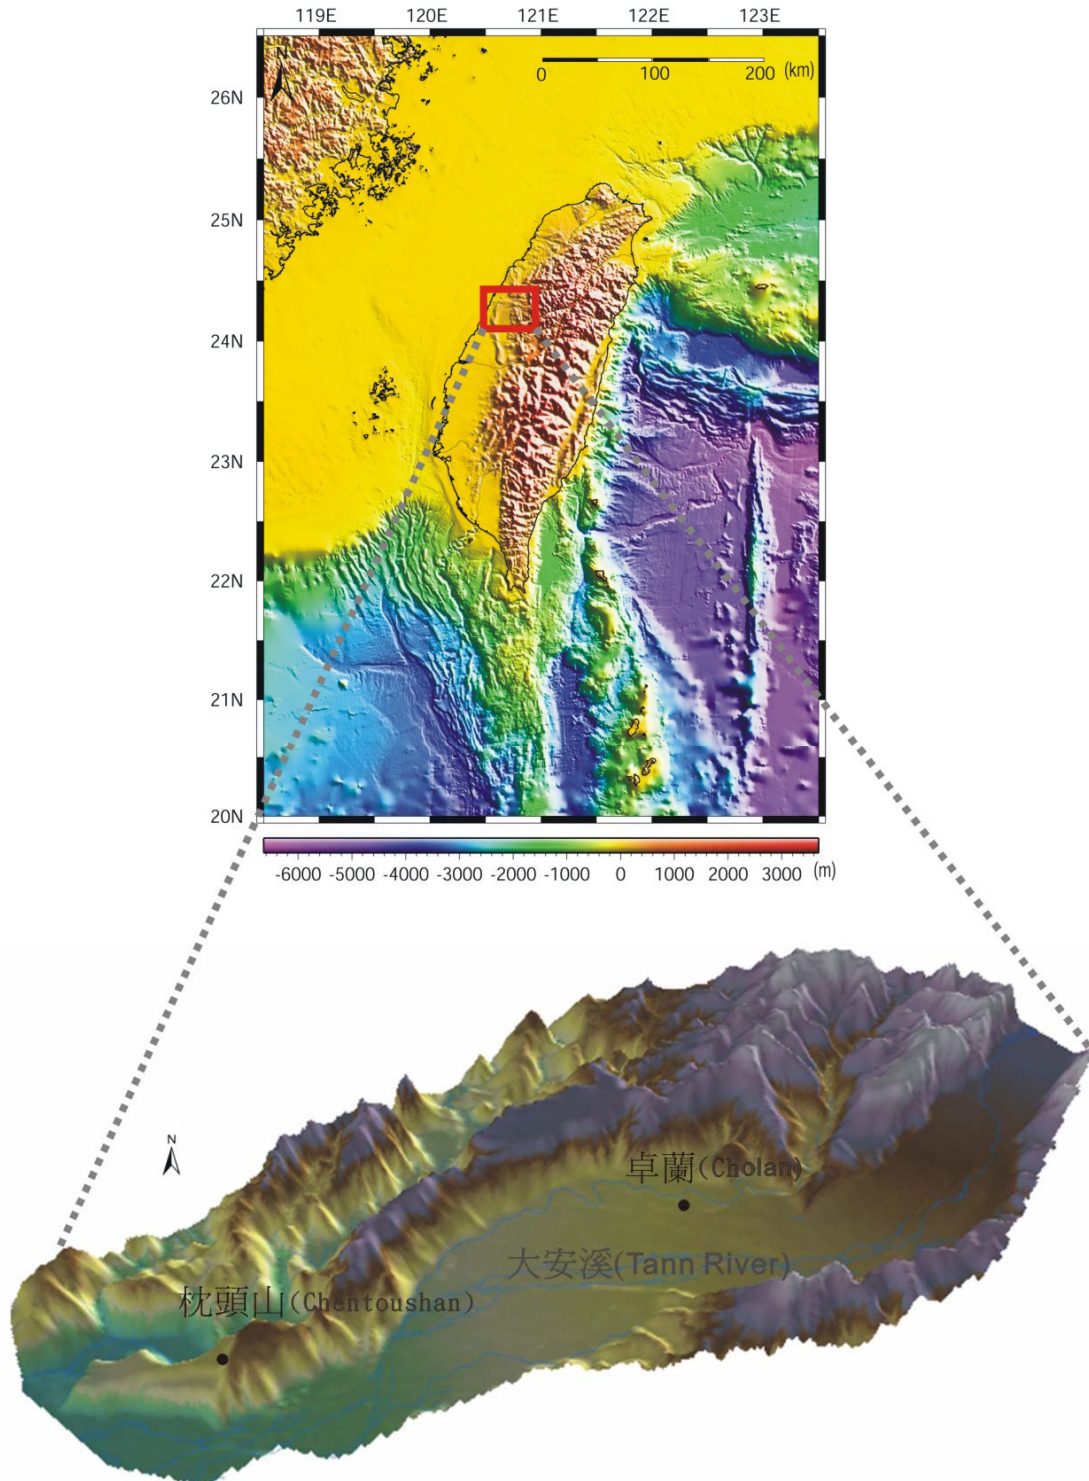 119E 120E 121E 122E 123E
N
0 100 200 (km)
26N
25N
24N
23N
22N
21N
20N
-6000 -5000 -4000 -3000 -2000 -1000 0 1000 2000 3000 (m)
N
卓蘭(Cholan)
大安溪(Tann River)
枕頭山(Chentoushan)